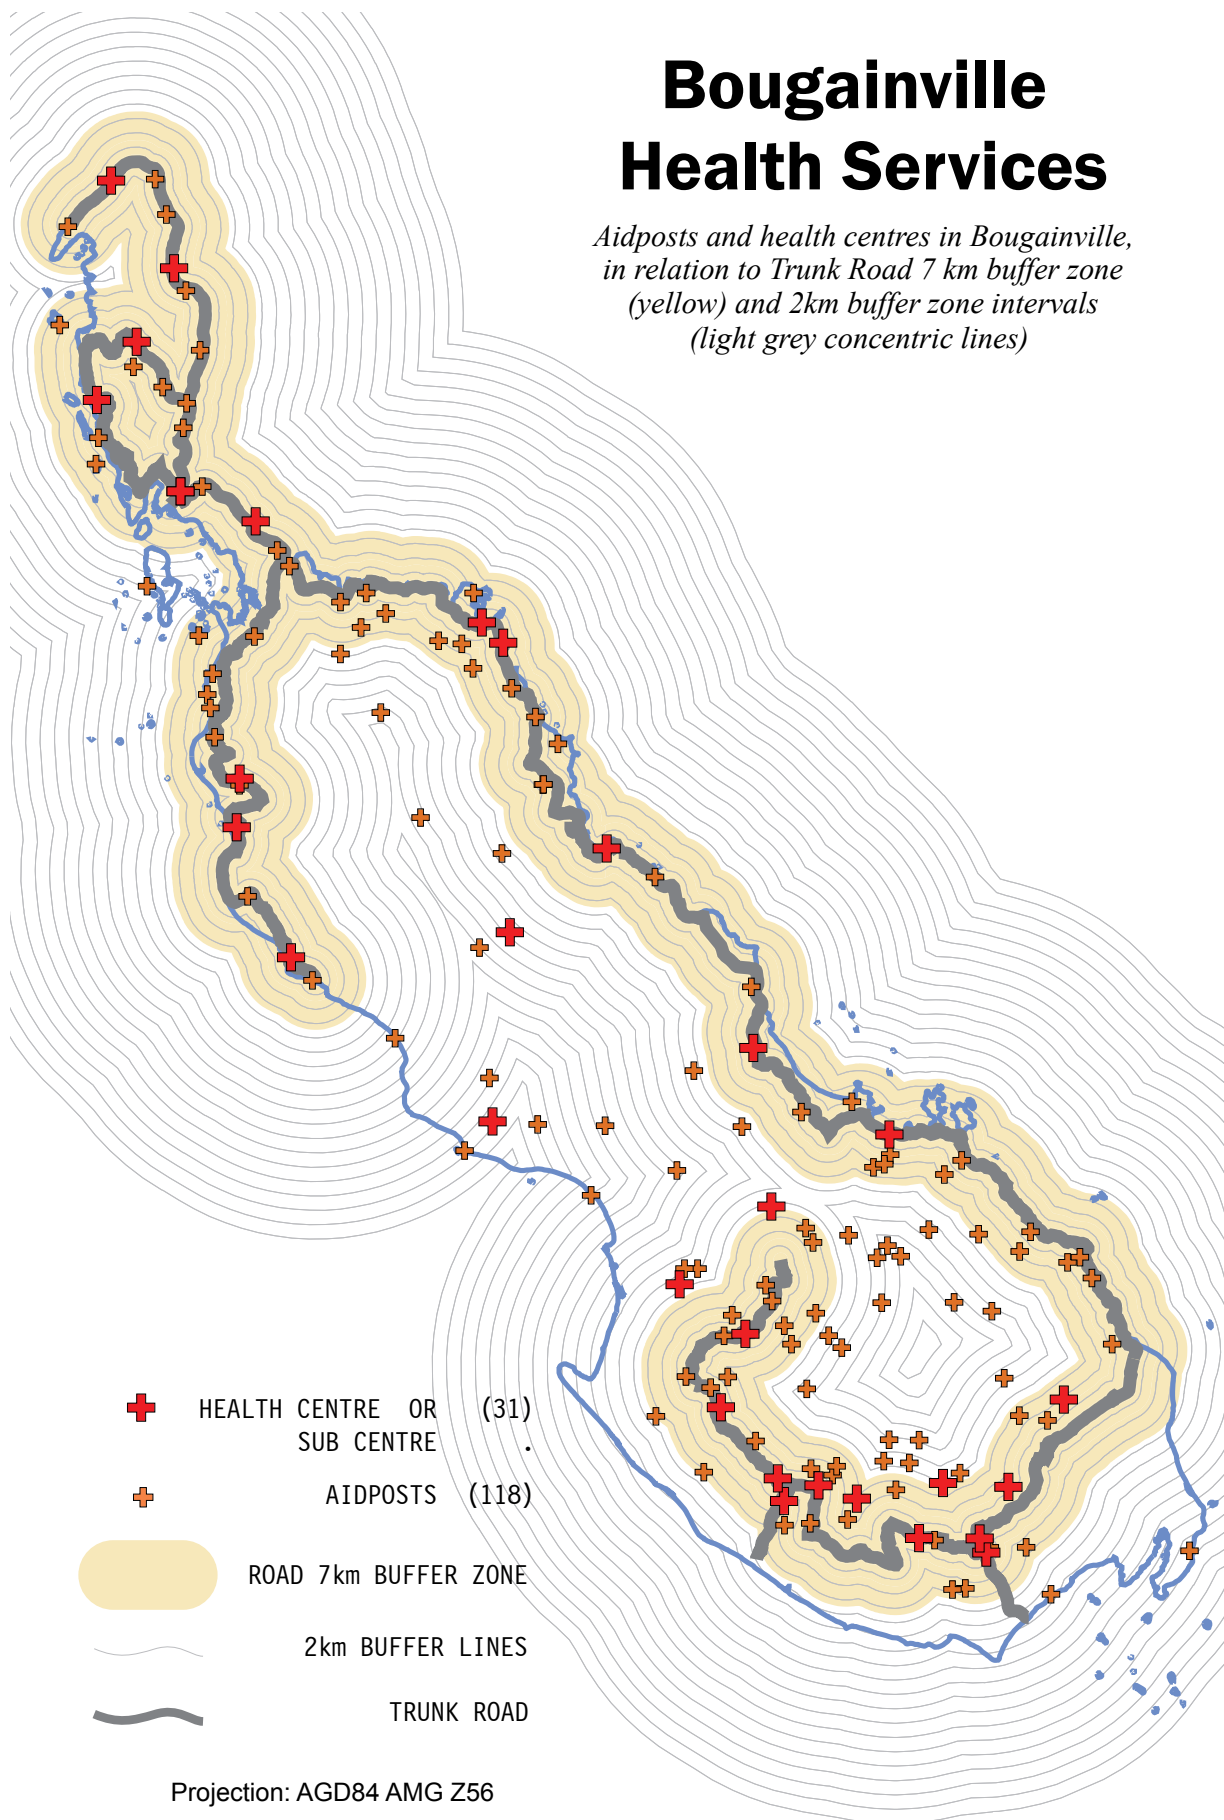 Bougainville
Health Services
Aidposts and health centres in Bougainville,
in relation to Trunk Road 7 km buffer zone
(yellow) and 2km buffer zone intervals
(light grey concentric lines)
HEALTH CENTRE OR (31)
SUB CENTRE .
AIDPOSTS (118)
ROAD 7km BUFFER ZONE
2km BUFFER LINES
TRUNK ROAD
Projection: AGD84 AMG Z56